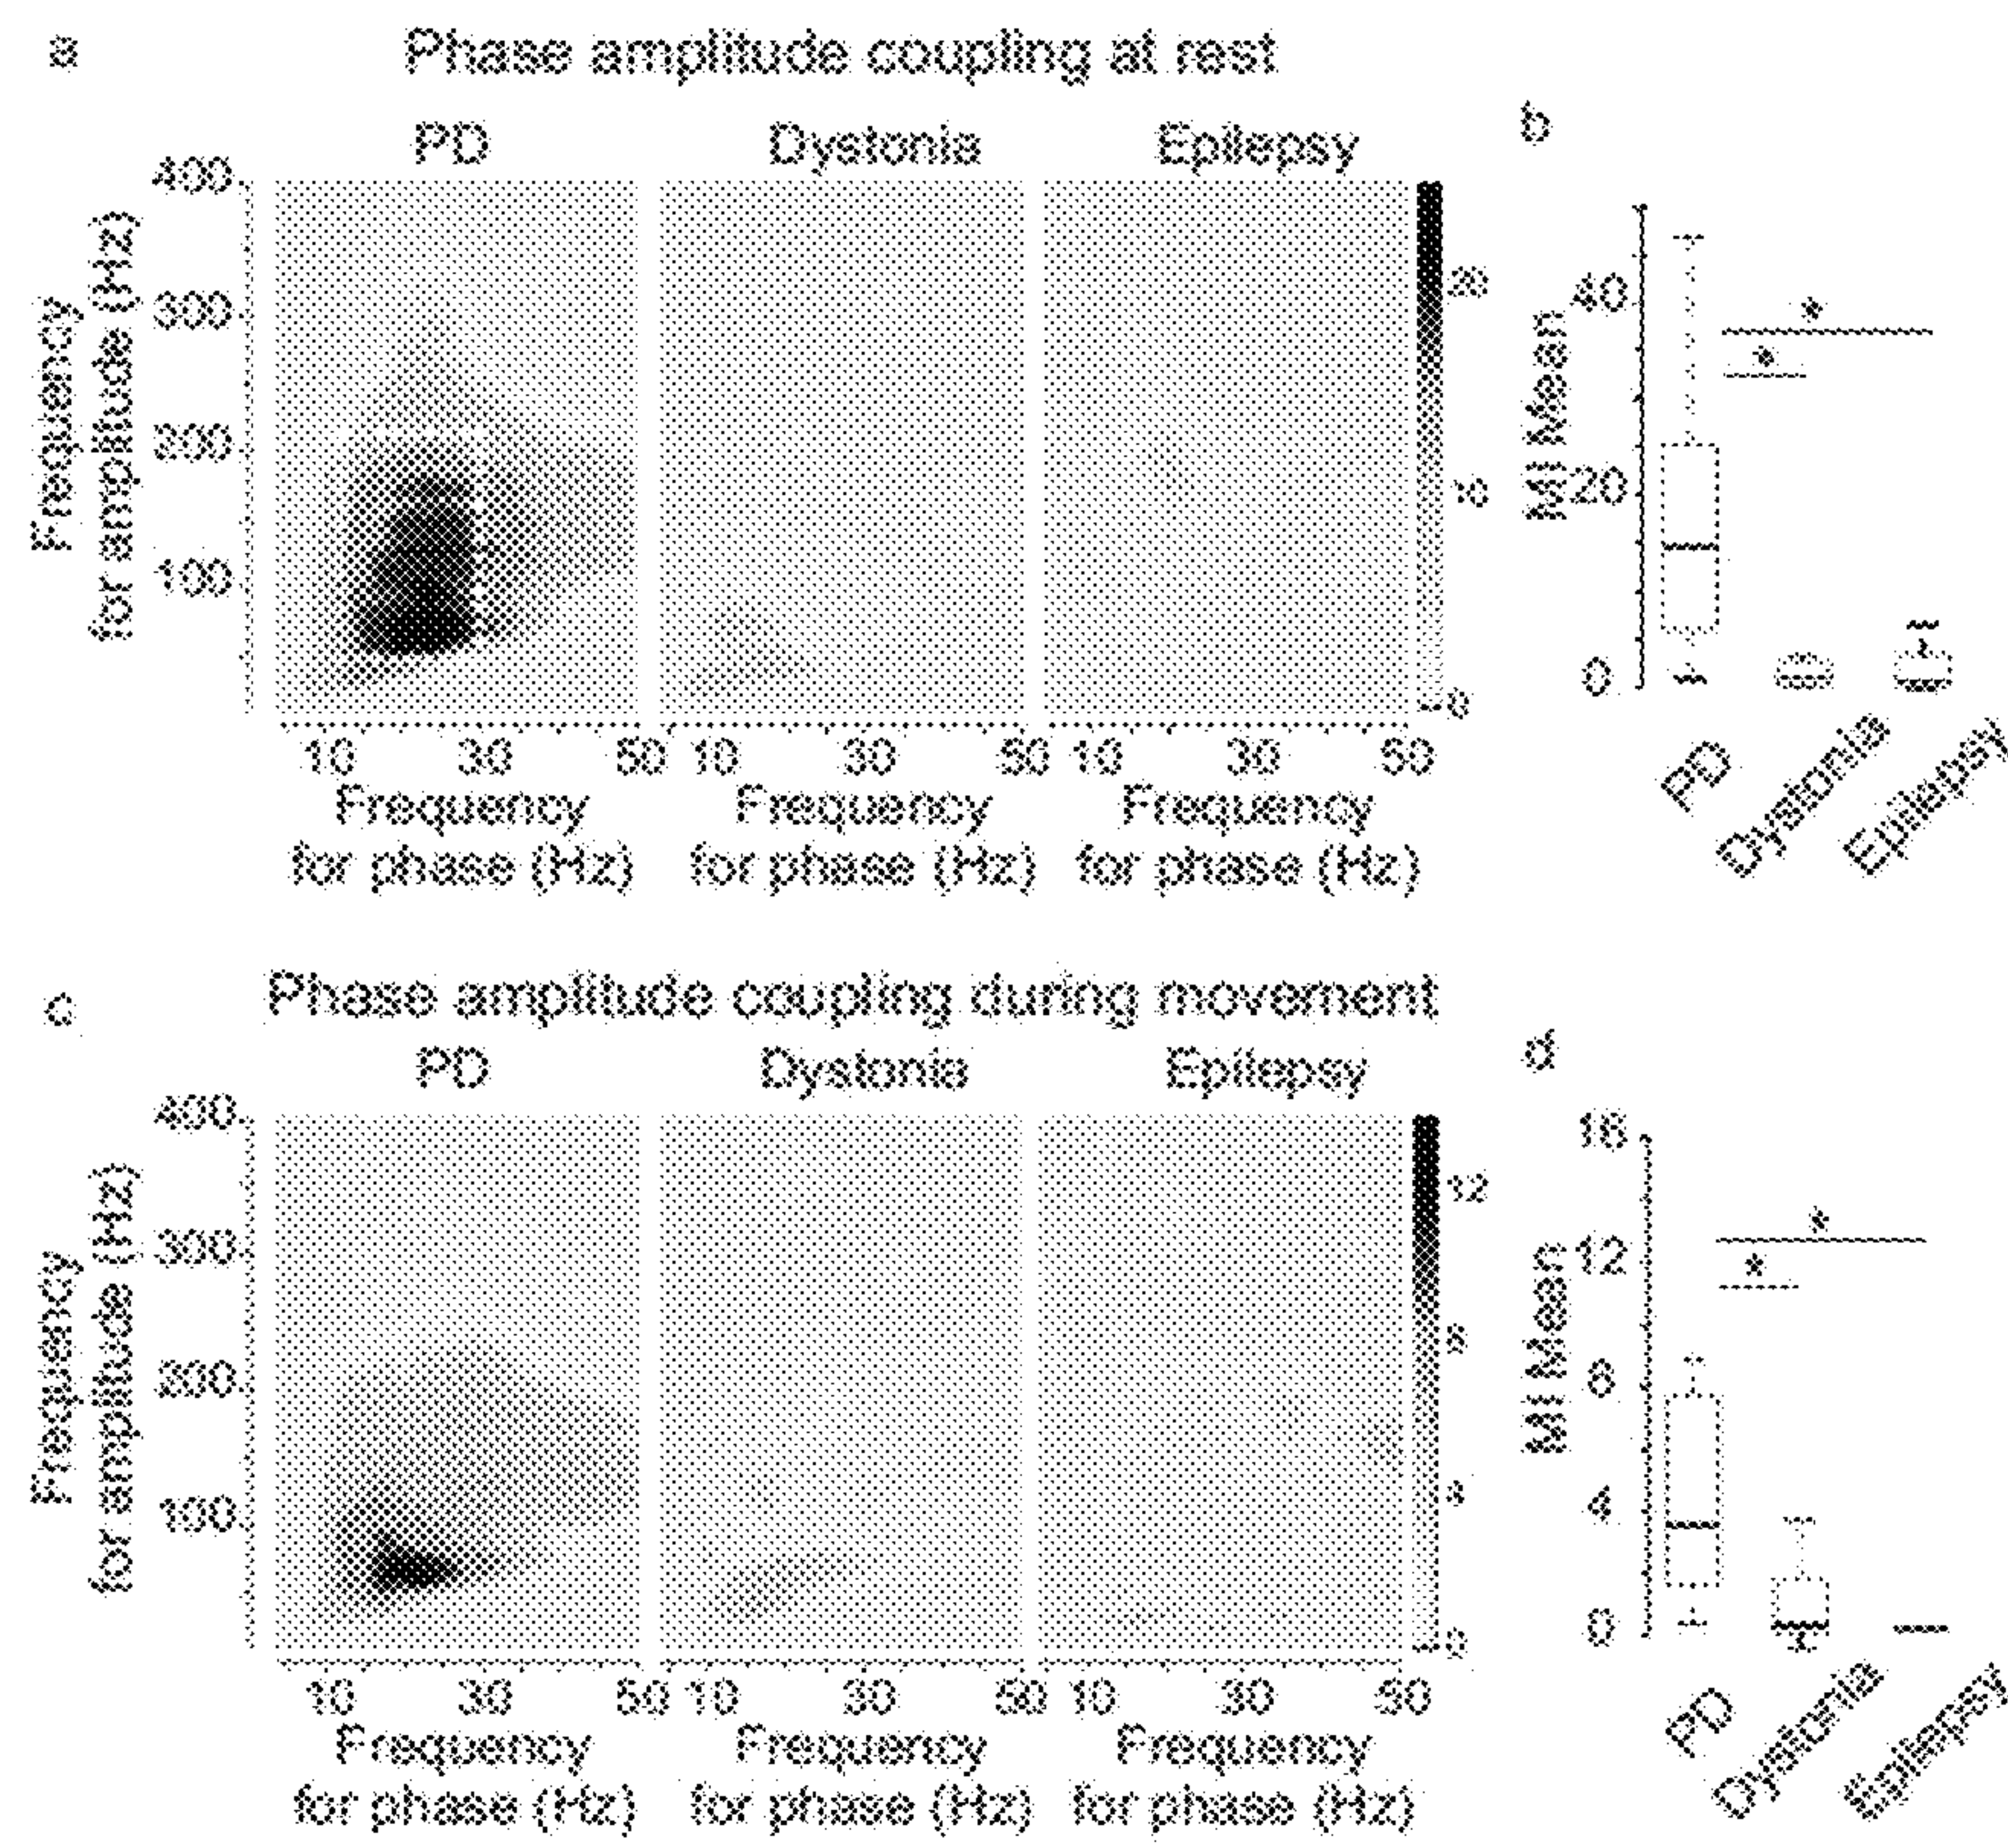 a
Phase amplitude coupling at rest
PD Dystonia Epilepsy
Frequency
for amplitude (Hz)
400
300
200
100
0
10 30 50 10 30 50 10 30 50
Frequency Frequency Frequency
for phase (Hz) for phase (Hz) for phase (Hz)
b
MI Mean
40
20
0
*
*
PD
Dystonia
Epilepsy
c
Phase amplitude coupling during movement
PD Dystonia Epilepsy
Frequency
for amplitude (Hz)
400
300
200
100
12
0
10 30 50 10 30 50 10 30 50
Frequency Frequency Frequency
for phase (Hz) for phase (Hz) for phase (Hz)
d
MI Mean
16
12
4
0
*
*
PD
Dystonia
Epilepsy